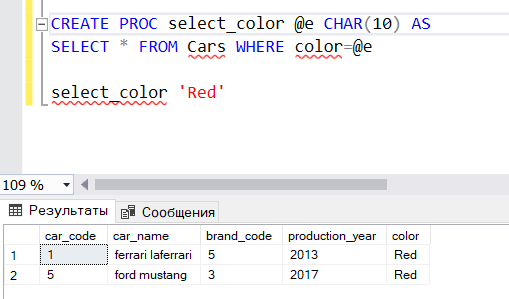 CREATE PROC select_color @e CHAR(10) AS
SELECT * FROM Cars WHERE color=@e
select_color 'Red'
109 %
Результаты Сообщения
car_code car_name brand_code production_year color
1 1 ferrari laferrari 5 2013 Red
2 5 ford mustang 3 2017 Red